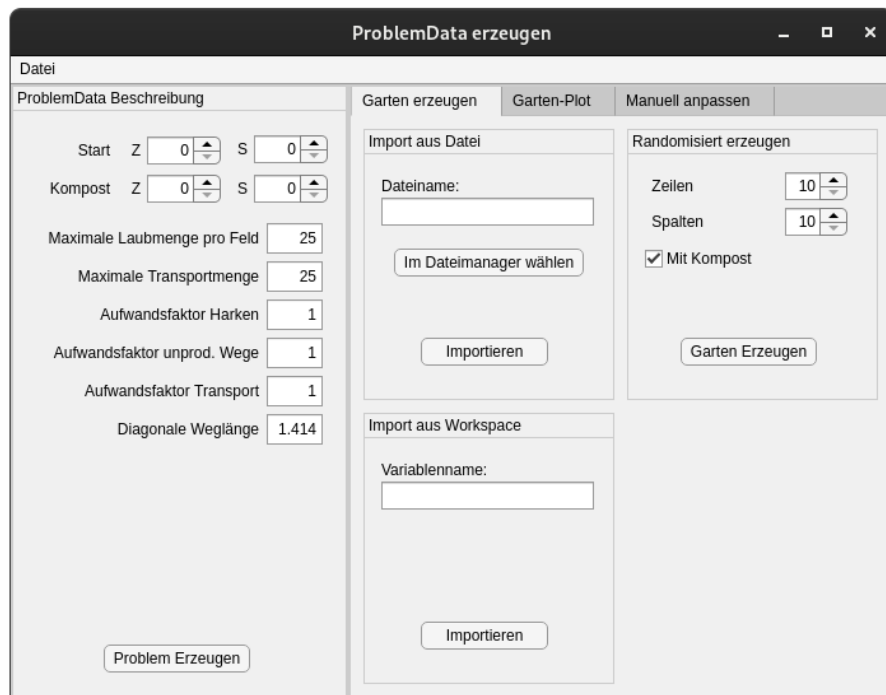 ProblemData erzeugen
Datei
ProblemData Beschreibung
Start Z 0 S 0
Kompost Z 0 S 0
Maximale Laubmenge pro Feld 25
Maximale Transportmenge 25
Aufwandsfaktor Harken 1
Aufwandsfaktor unprod. Wege 1
Aufwandsfaktor Transport 1
Diagonale Weglänge 1.414
Problem Erzeugen
Garten erzeugen Garten-Plot Manuell anpassen
Import aus Datei
Dateiname:
Im Dateimanager wählen
Importieren
Randomisiert erzeugen
Zeilen 10
Spalten 10
Mit Kompost
Garten Erzeugen
Import aus Workspace
Variablenname:
Importieren